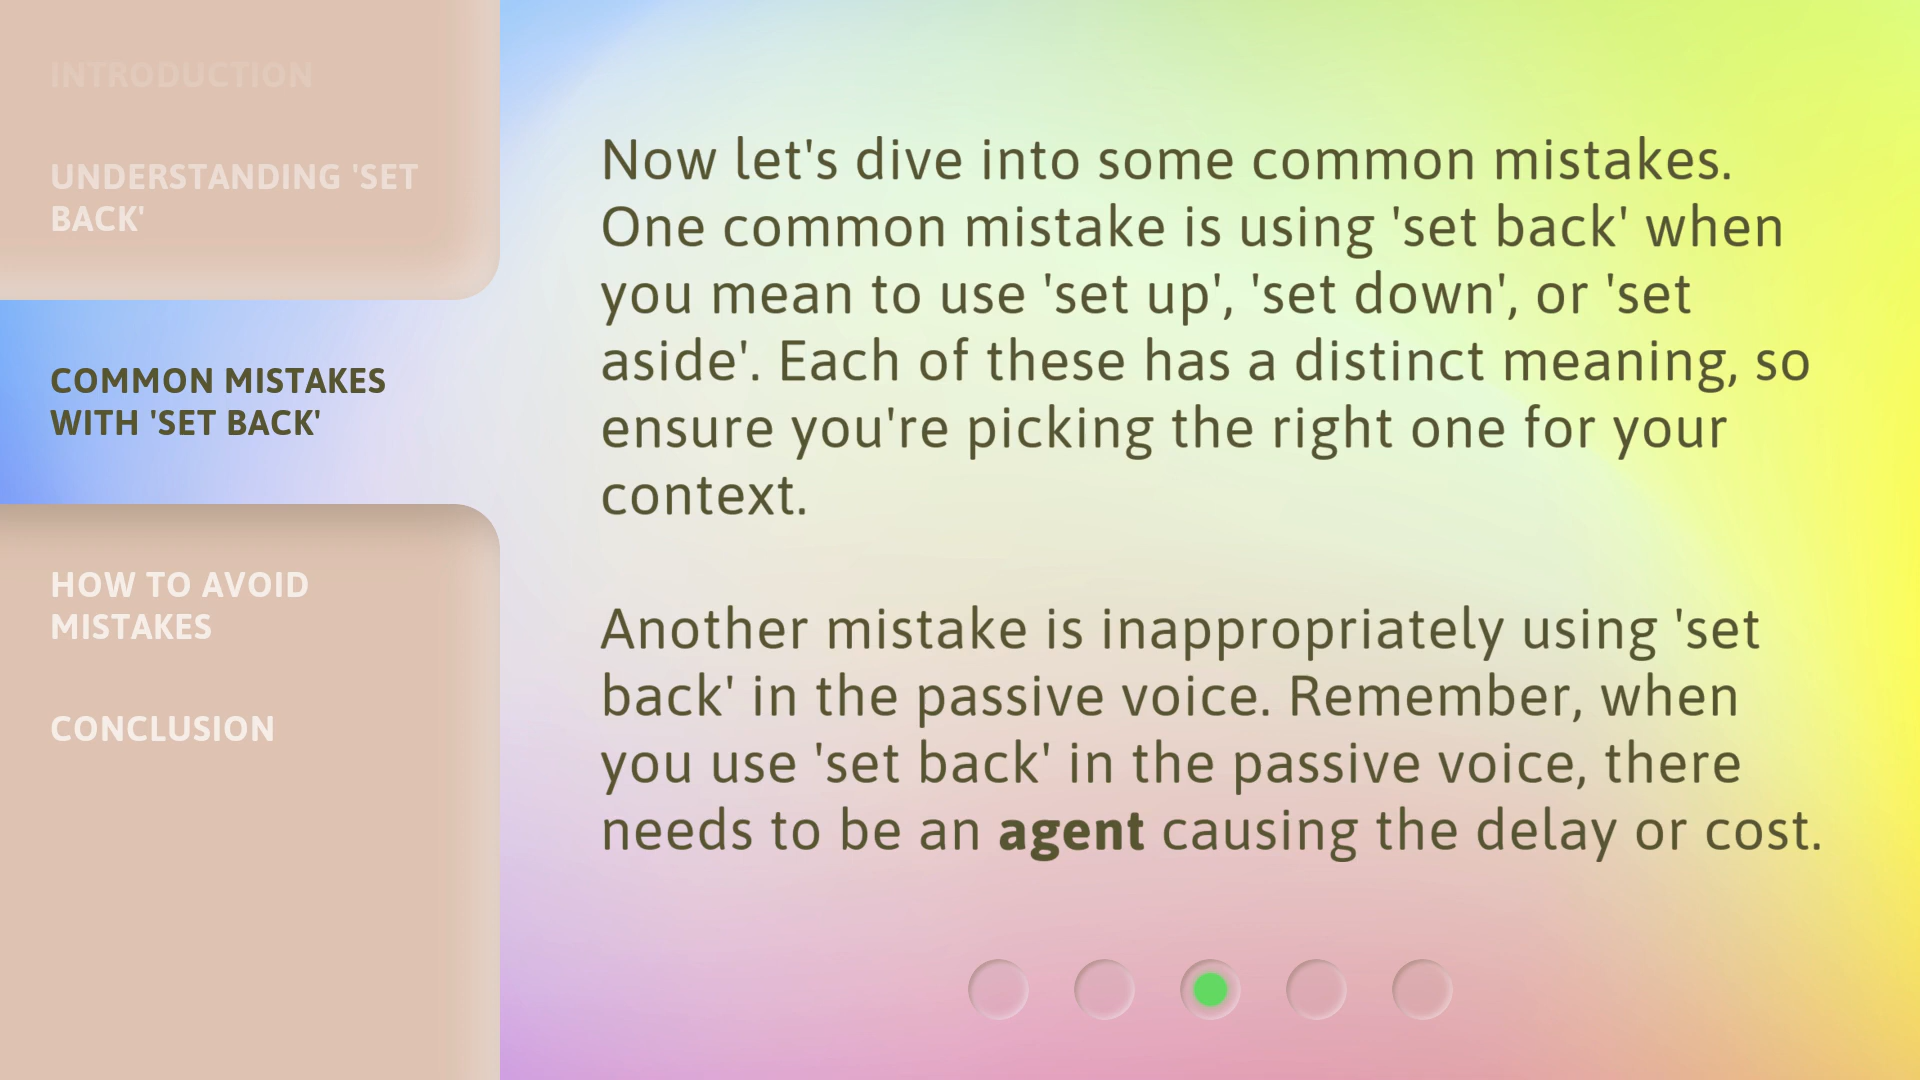 INTRODUCTION
UNDERSTANDING 'SET
BACK'
COMMON MISTAKES
WITH 'SET BACK'
HOW TO AVOID
MISTAKES
CONCLUSION
Now let's dive into some common mistakes.
One common mistake is using 'set back' when
you mean to use 'set up', 'set down', or 'set
aside'. Each of these has a distinct meaning, so
ensure you're picking the right one for your
context.
Another mistake is inappropriately using 'set
back' in the passive voice. Remember, when
you use 'set back' in the passive voice, there
needs to be an agent causing the delay or cost.